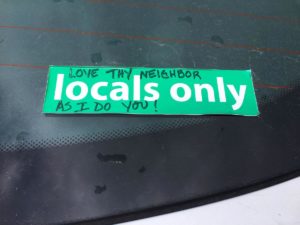 LOVE THY NEIGHBOR
locals only
AS I DO YOU!